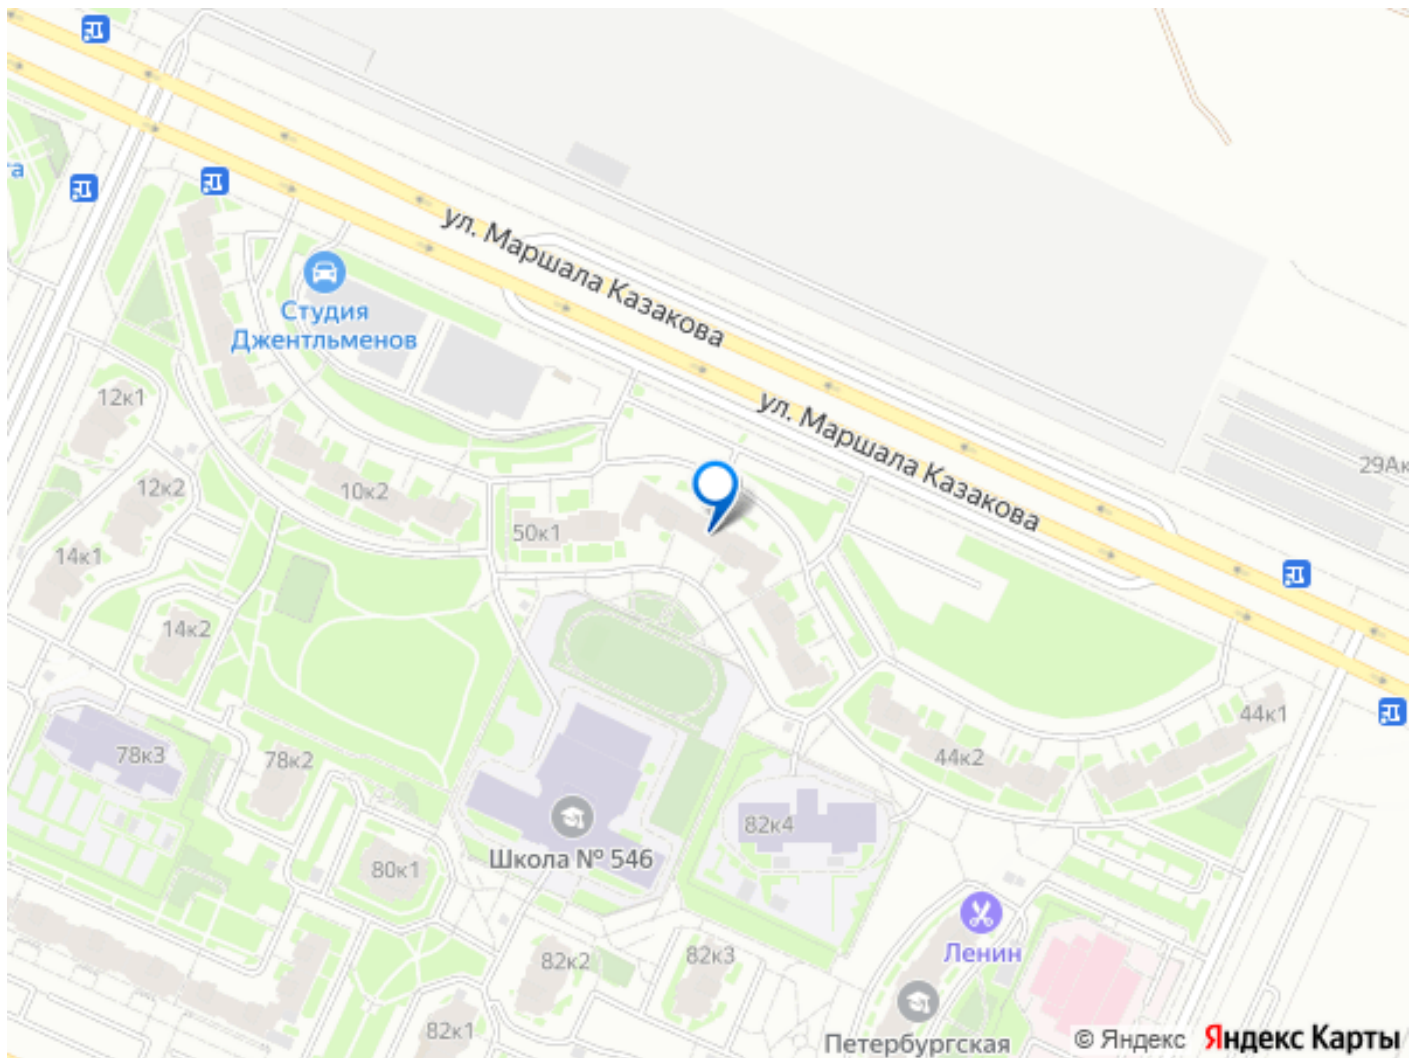 га
ул. Маршала Казакова
Студия
Джентльменов
12к1
ул. Маршала Казакова
29Ак
12к2
10к2
50к1
14к1
14к2
44к1
78к3
78к2
44к2
82к4
Школа № 546
80к1
Ленин
82к2
82к3
82к1
Петербургская
© Яндекс Яндекс Карты